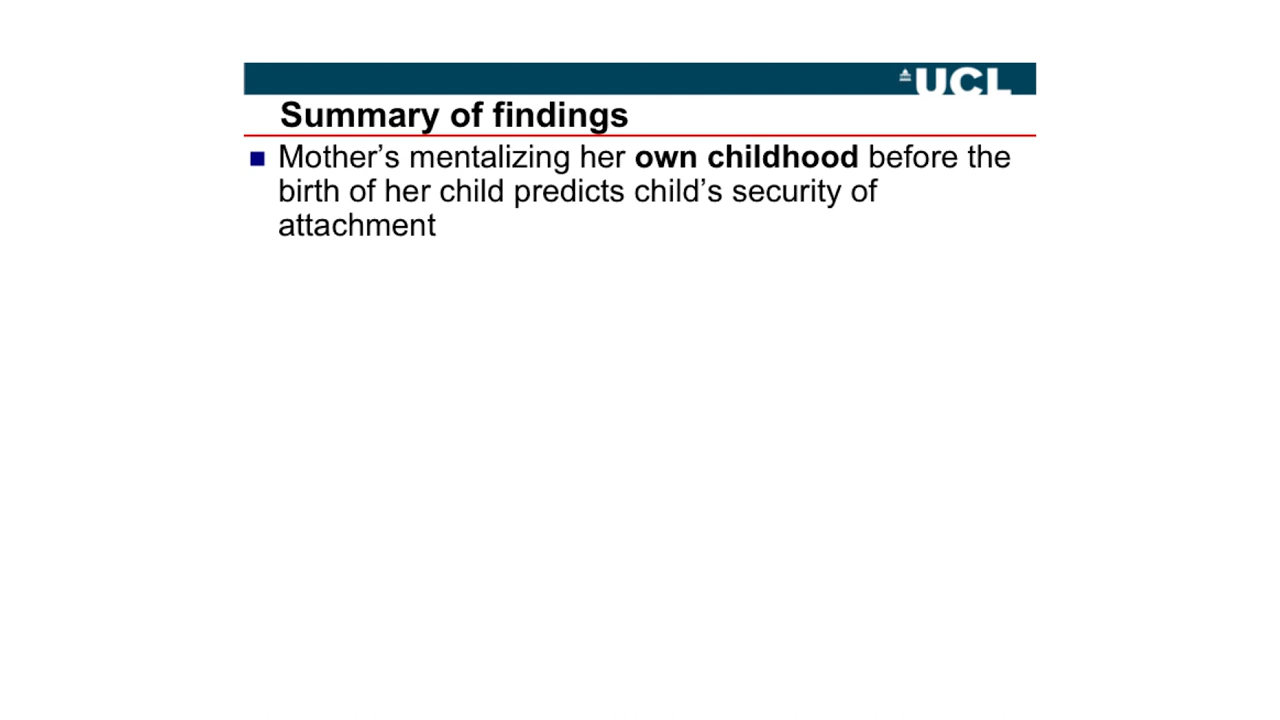 UCL
Summary of findings
Mother’s mentalizing her own childhood before the
birth of her child predicts child’s security of
attachment